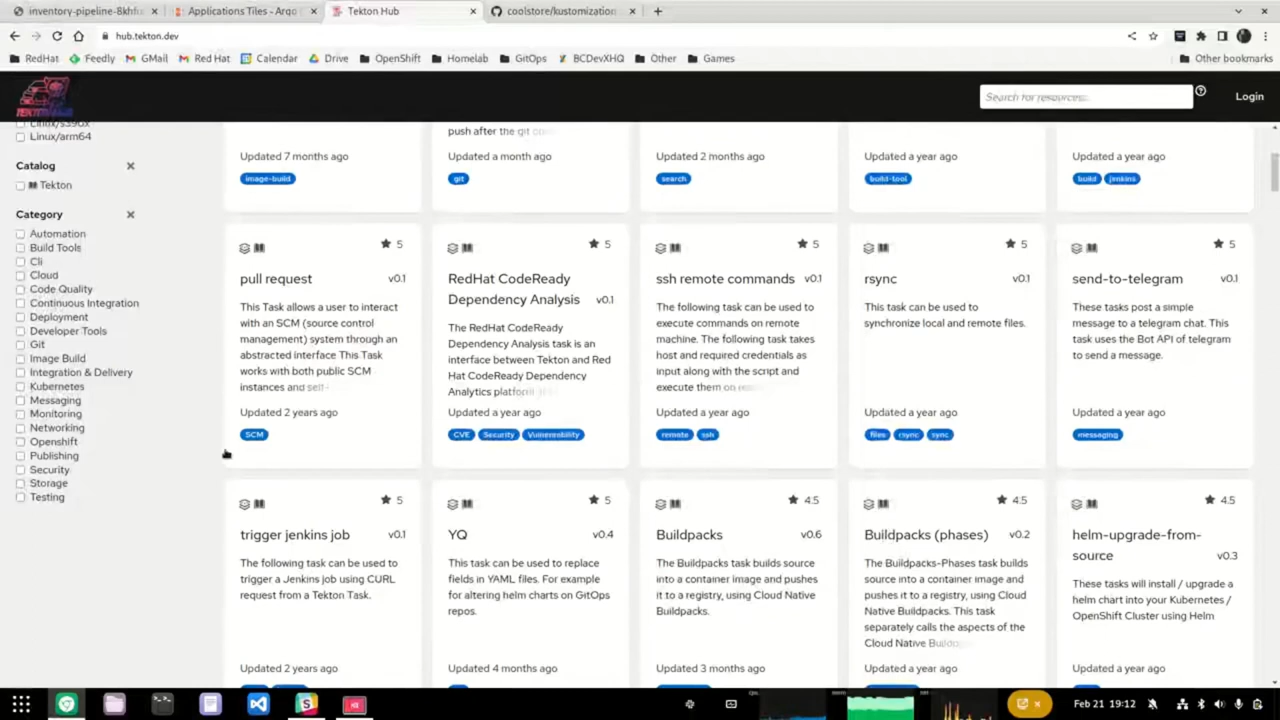 inventory-pipeline-8khfu
Applications Tiles - Argo C
Tekton Hub
coolstore/kustomization
hub.tekton.dev
RedHat
Feedly
GMail
Red Hat
Calendar
Drive
OpenShift
Homelab
GitOps
BCDevXHQ
Other
Games
Other bookmarks
Search for resources...
Login
Linux/s390x
Linux/arm64
Catalog
Tekton
Category
Automation
Build Tools
Cli
Cloud
Code Quality
Continuous Integration
Deployment
Developer Tools
Git
Image Build
Integration & Delivery
Kubernetes
Messaging
Monitoring
Networking
Openshift
Publishing
Security
Storage
Testing
Updated 7 months ago
image-build
push after the git
Updated a month ago
git
Updated 2 months ago
search
Updated a year ago
build-tool
Updated a year ago
build jenkins
5
pull request v0.1
This Task allows a user to interact
with an SCM (source control
management) system through an
abstracted interface This Task
works with both public SCM
instances and self-
Updated 2 years ago
SCM
5
RedHat CodeReady
Dependency Analysis v0.1
The RedHat CodeReady
Dependency Analysis task is an
interface between Tekton and Red
Hat CodeReady Dependency
Analytics platform
Updated a year ago
CVE Security Vulnerability
5
ssh remote commands v0.1
The following task can be used to
execute commands on remote
machine. The following task takes
host and required credentials as
input along with the script and
execute them on
Updated a year ago
remote ssh
5
rsync v0.1
This task can be used to
synchronize local and remote files.
Updated a year ago
files rsync sync
5
send-to-telegram v0.1
These tasks post a simple
message to a telegram chat. This
task uses the Bot API of telegram
to send a message.
Updated a year ago
messaging
5
trigger jenkins job v0.1
The following task can be used to
trigger a Jenkins job using CURL
request from a Tekton Task.
Updated 2 years ago
5
YQ v0.4
This task can be used to replace
fields in YAML files. For example
for altering helm charts on GitOps
repos.
Updated 4 months ago
4.5
Buildpacks v0.6
The Buildpacks task builds source
into a container image and pushes
it to a registry, using Cloud Native
Buildpacks.
Updated 3 months ago
4.5
Buildpacks (phases) v0.2
The Buildpacks-Phases task builds
source into a container image and
pushes it to a registry, using Cloud
Native Buildpacks. This task
separately calls the aspects of the
Cloud Native
Updated a year ago
4.5
helm-upgrade-from-
source v0.3
These tasks will install / upgrade a
helm chart into your Kubernetes /
OpenShift Cluster using Helm
Updated a year ago
Feb 21 19:12